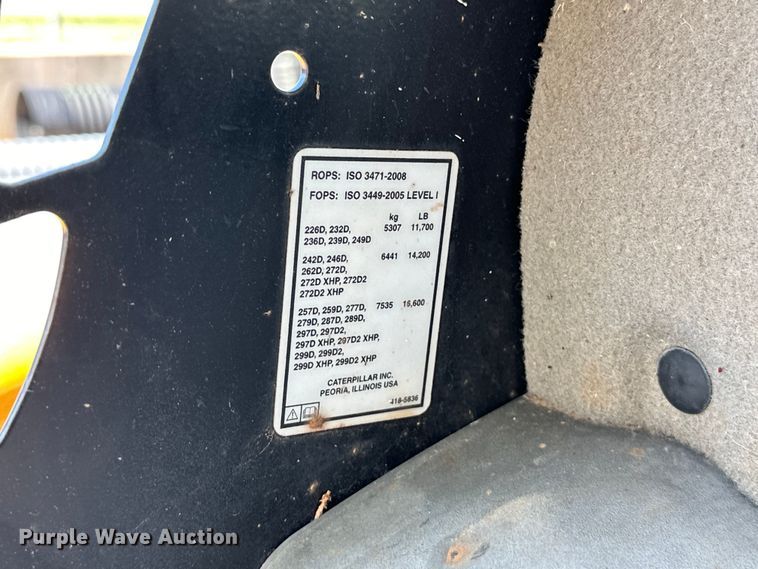 ROPS: ISO 3471-2008
FOPS: ISO 3449-2005 LEVEL I
kg LB
226D, 232D, 5307 11,700
236D, 239D, 249D
242D, 246D, 6441 14,200
262D, 272D,
272D XHP, 272D2
272D2 XHP
257D, 259D, 277D, 7535 16,600
279D, 287D, 289D,
297D, 297D2,
297D XHP, 297D2 XHP,
299D, 299D2,
299D XHP, 299D2 XHP
CATERPILLAR INC.
PEORIA, ILLINOIS USA
418-5836
Purple Wave Auction®